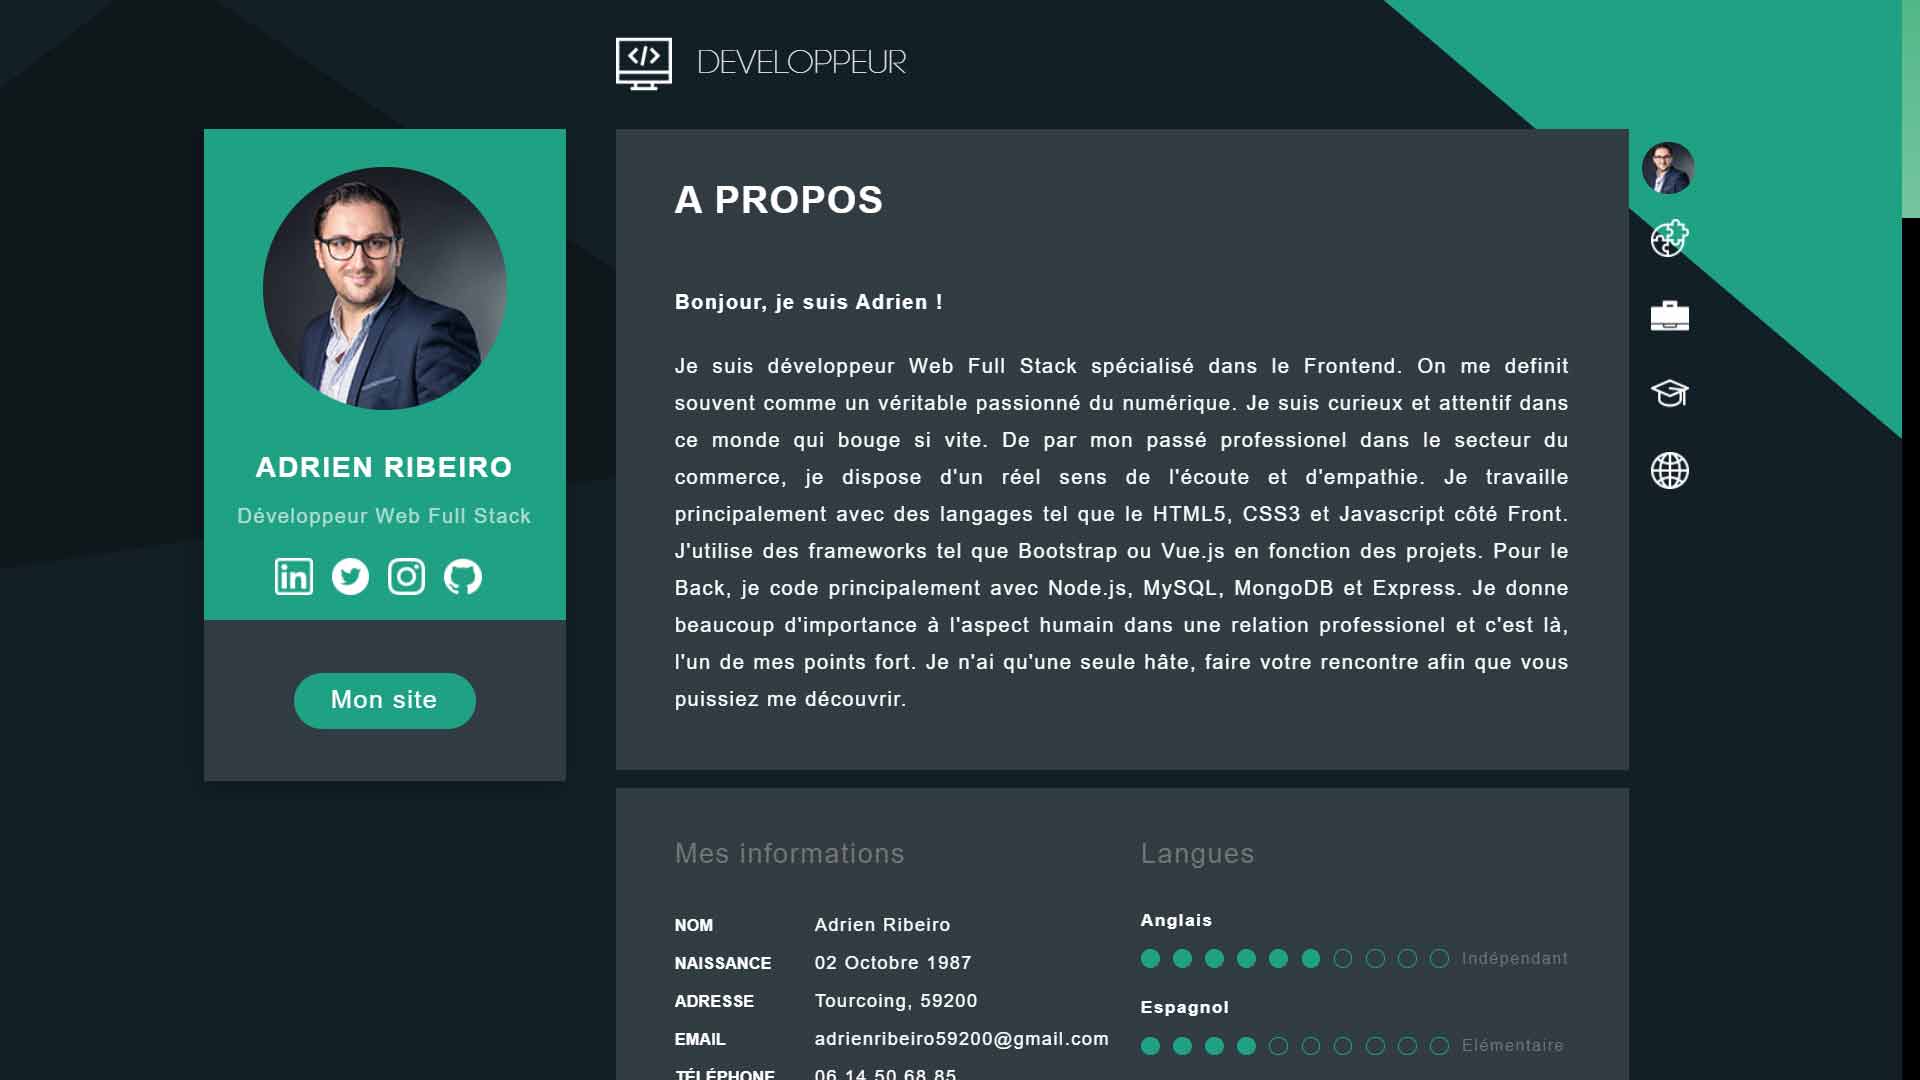 DEVELOPPEUR
ADRIEN RIBEIRO
Développeur Web Full Stack
Mon site
A PROPOS
Bonjour, je suis Adrien !
Je suis développeur Web Full Stack spécialisé dans le Frontend. On me definit
souvent comme un véritable passionné du numérique. Je suis curieux et attentif dans
ce monde qui bouge si vite. De par mon passé professionel dans le secteur du
commerce, je dispose d'un réel sens de l'écoute et d'empathie. Je travaille
principalement avec des langages tel que le HTML5, CSS3 et Javascript côté Front.
J'utilise des frameworks tel que Bootstrap ou Vue.js en fonction des projets. Pour le
Back, je code principalement avec Node.js, MySQL, MongoDB et Express. Je donne
beaucoup d'importance à l'aspect humain dans une relation professionel et c'est là,
l'un de mes points fort. Je n'ai qu'une seule hâte, faire votre rencontre afin que vous
puissiez me découvrir.
Mes informations
NOM Adrien Ribeiro
NAISSANCE 02 Octobre 1987
ADRESSE Tourcoing, 59200
EMAIL adrienribeiro59200@gmail.com
TÉLÉPHONE 06 14 50 68 85
Langues
Anglais
Indépendant
Espagnol
Elémentaire